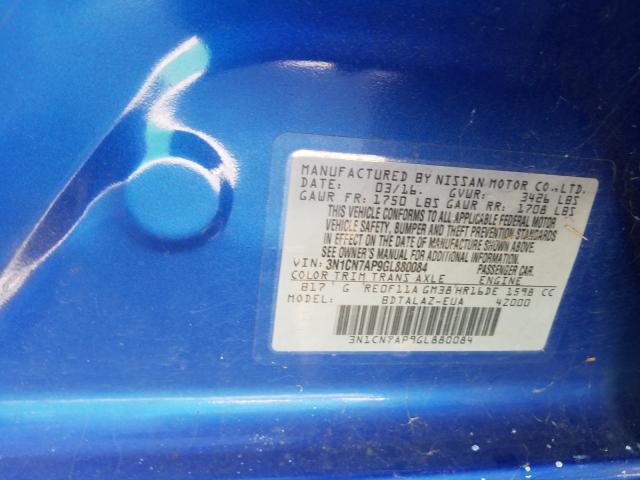 MANUFACTURED BY NISSAN MOTOR CO.,LTD.
DATE: 03/16. GVWR: 3426 LBS
GAWR FR: 1750 LBS GAWR RR: 1708 LBS
THIS VEHICLE CONFORMS TO ALL APPLICABLE FEDERAL MOTOR
VEHICLE SAFETY, BUMPER AND THEFT PREVENTION STANDARDS
IN EFFECT ON THE DATE OF MANUFACTURE SHOWN ABOVE.
/SEE OWNER'S MANUAL FOR ADDITIONAL INFORMATION
VIN: 3N1CN7AP9GL880084 PASSENGER CAR.
COLOR TRIM TRANS AXLE ENGINE
B17 G RE0F11A GM38 HR16DE 1598 CC
MODEL: BDTALAZ-EUA 42000
3N1CN7AP9GL880084